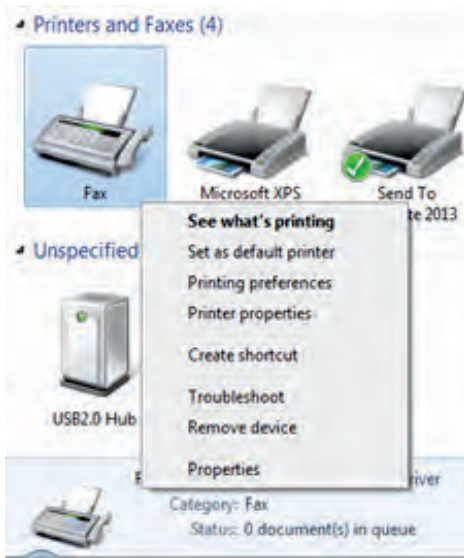 Printers and Faxes (4)
Fax
Microsoft XPS
Send To
te 2013
See what's printing
Set as default printer
Printing preferences
Printer properties
Create shortcut
Troubleshoot
Remove device
Properties
Unspecified
USB2.0 Hub
F
river
Category: Fax
Status: 0 document(s) in queue